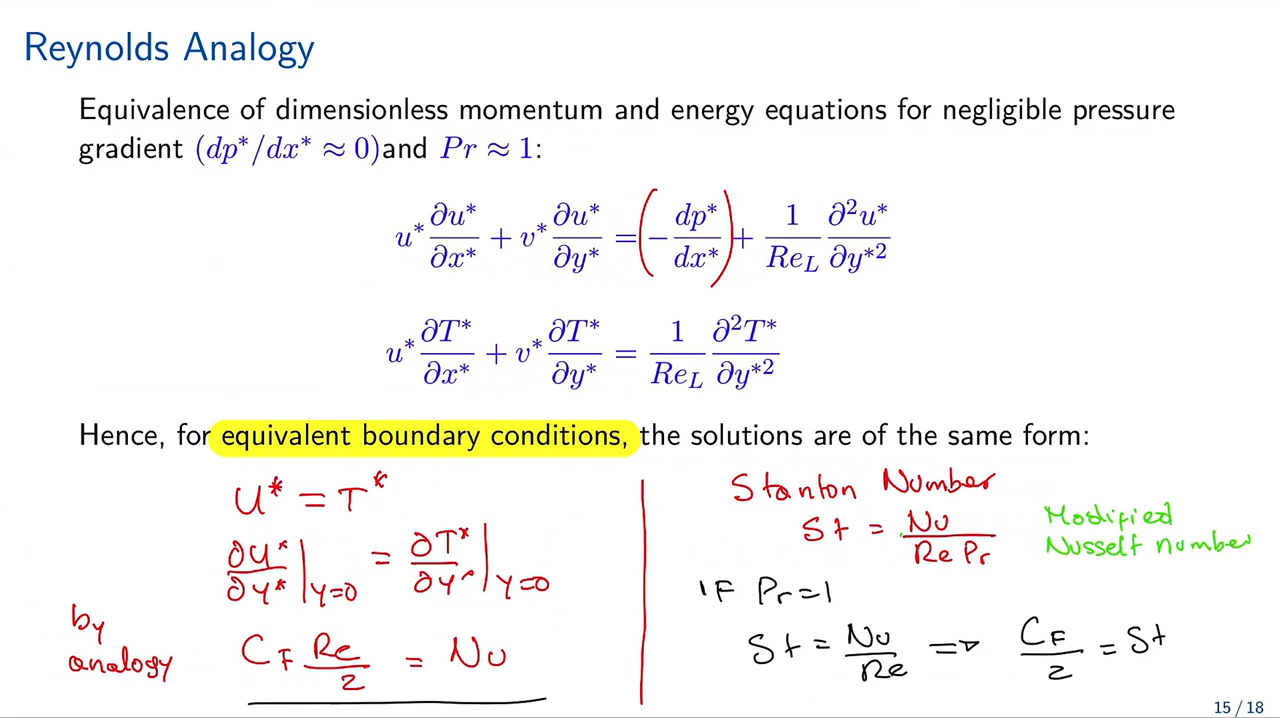 Reynolds Analogy
Equivalence of dimensionless momentum and energy equations for negligible pressure
gradient (dp*/dx* ≈ 0)and Pr ≈ 1:
u* ∂u*/∂x* + v* ∂u*/∂y* = (− dp*/dx*) + 1/Re_L ∂²u*/∂y*²
u* ∂T*/∂x* + v* ∂T*/∂y* = 1/Re_L ∂²T*/∂y*²
Hence, for equivalent boundary conditions, the solutions are of the same form:
U* = T*
∂U*/∂y* |y=0 = ∂T*/∂y* |y=0
by
analogy
C_F Re/2 = Nu
Stanton Number
St = Nu/Re Pr
Modified
Nusself number
IF Pr=1
St = Nu/Re ⇒ C_F/2 = St
15 / 18